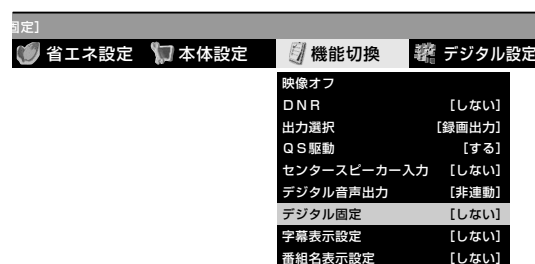 固定]
省エネ設定 本体設定 機能切換 デジタル設定
映像オフ
DNR [しない]
出力選択 [録画出力]
QS駆動 [する]
センタースピーカー入力 [しない]
デジタル音声出力 [非連動]
デジタル固定 [しない]
字幕表示設定 [しない]
番組名表示設定 [しない]